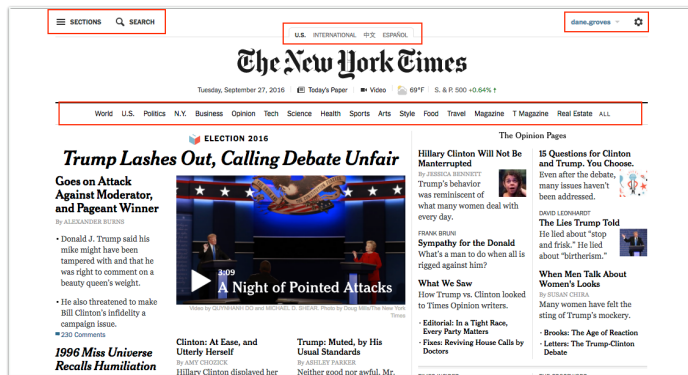 SECTIONS SEARCH
dane.groves
U.S. INTERNATIONAL 中文 ESPAÑOL
The New York Times
Tuesday, September 27, 2016 Today's Paper Video 69°F S. & P. 500 +0.64% ↑
World U.S. Politics N.Y. Business Opinion Tech Science Health Sports Arts Style Food Travel Magazine T Magazine Real Estate ALL
ELECTION 2016
Trump Lashes Out, Calling Debate Unfair
Goes on Attack
Against Moderator,
and Pageant Winner
By ALEXANDER BURNS
• Donald J. Trump said his
mike might have been
tampered with and that he
was right to comment on a
beauty queen's weight.
• He also threatened to make
Bill Clinton's infidelity a
campaign issue.
230 Comments
1996 Miss Universe
Recalls Humiliation
3:09
A Night of Pointed Attacks
Video by QUYNHANH DO and MICHAEL D. SHEAR. Photo by Doug Mills/The New York
Times
Clinton: At Ease, and
Utterly Herself
By AMY CHOZICK
Hillary Clinton displayed her
Trump: Muted, by His
Usual Standards
By ASHLEY PARKER
Neither good nor awful, Mr.
The Opinion Pages
Hillary Clinton Will Not Be
Manterrupted
By JESSICA BENNETT
Trump's behavior
was reminiscent of
what many women deal with
every day.
FRANK BRUNI
Sympathy for the Donald
What's a man to do when all is
rigged against him?
What We Saw
How Trump vs. Clinton looked
to Times Opinion writers.
• Editorial: In a Tight Race,
Every Party Matters
• Fixes: Reviving House Calls by
Doctors
15 Questions for Clinton
and Trump. You Choose.
Even after the debate,
many issues haven't
been addressed.
DAVID LEONHARDT
The Lies Trump Told
He lied about "stop
and frisk." He lied
about "birtherism."
When Men Talk About
Women's Looks
By SUSAN CHIRA
Many women have felt the
sting of Trump's mockery.
• Brooks: The Age of Reaction
• Letters: The Trump-Clinton
Debate